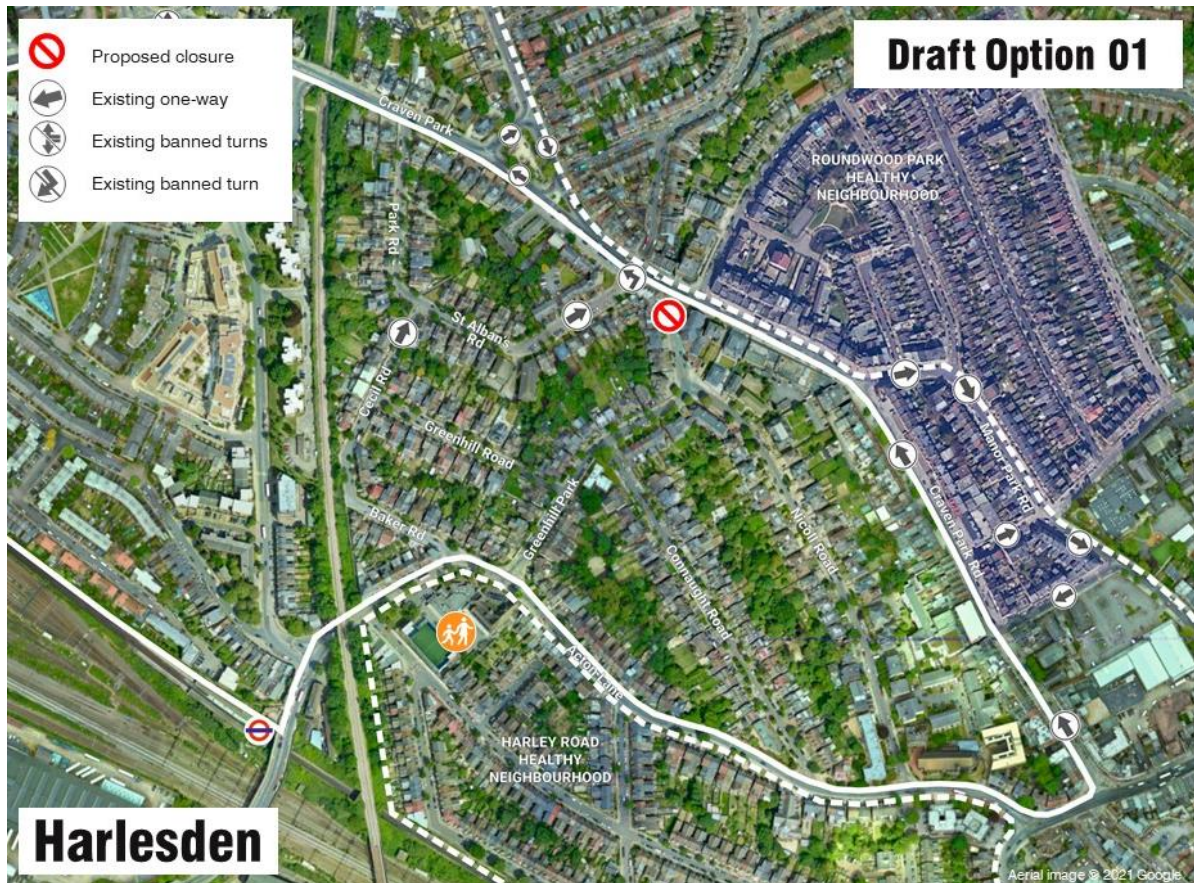 Proposed closure
Existing one-way
Existing banned turns
Existing banned turn
Draft Option 01
Craven Park
ROUNDWOOD PARK
HEALTHY
NEIGHBOURHOOD
Park Rd
St Alban's
Rd
Cecil Rd
Greenhill Road
Manor Park Rd
Baker Rd
Greenhill Park
Nicoll Road
Craven Park Rd
Connaught Road
Acton Lane
HARLEY ROAD
HEALTHY
NEIGHBOURHOOD
Harlesden
Aerial image © 2021 Google